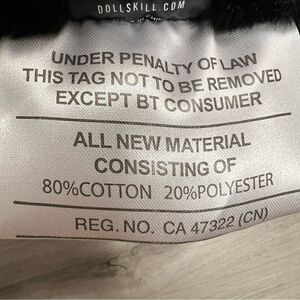 DOLLSKILL.COM
UNDER PENALTY OF LAW
THIS TAG NOT TO BE REMOVED
EXCEPT BT CONSUMER
ALL NEW MATERIAL
CONSISTING OF
80%COTTON 20%POLYESTER
REG. NO. CA 47322 (CN)